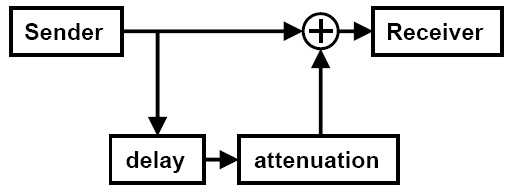 Sender
Receiver
delay
attenuation